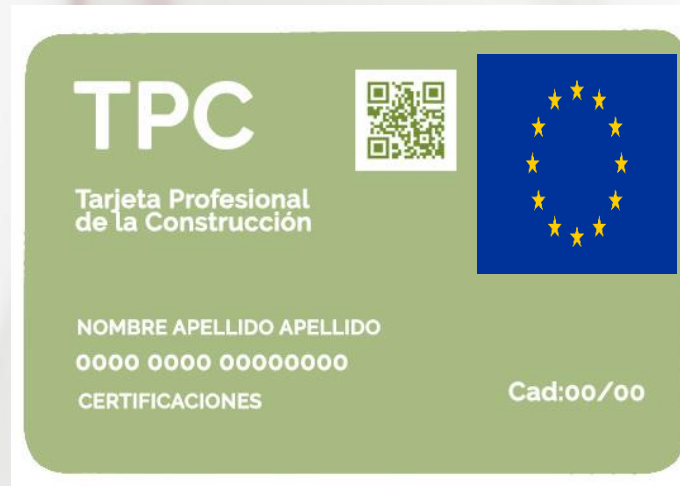 TPC
Tarjeta Profesional
de la Construcción
NOMBRE APELLIDO APELLIDO
0000 0000 00000000
CERTIFICACIONES
Cad:00/00